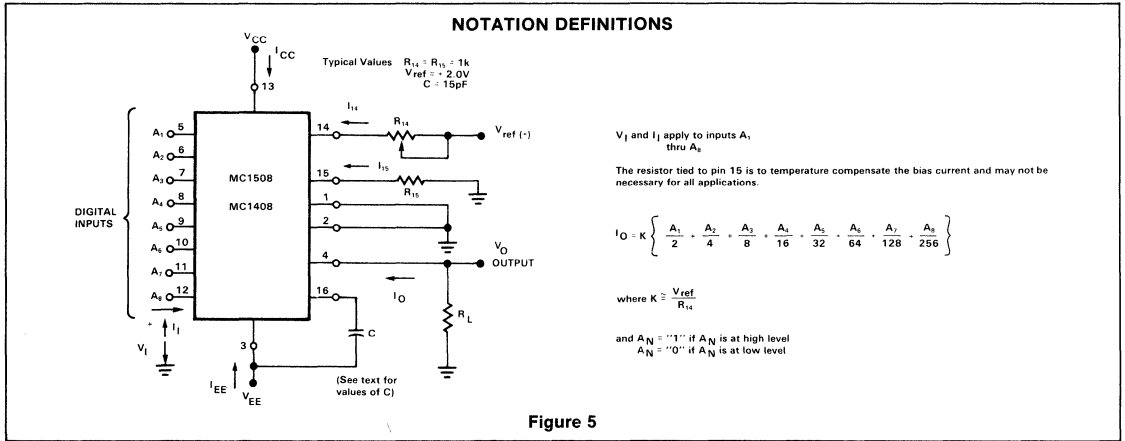 NOTATION DEFINITIONS
VCC
ICC
13
Typical Values R14 = R15 = 1k
Vref = + 2.0V
C = 15pF
DIGITAL
INPUTS
A1 5
A2 6
A3 7
A4 8
A5 9
A6 10
A7 11
A8 12
MC1508
MC1408
14
I14
R14
Vref (-)
15
I15
R15
1
2
4
VO
OUTPUT
IO
16
RL
C
+
II
VI
3
IEE
VEE
(See text for
values of C)
VI and II apply to inputs A1
thru A8
The resistor tied to pin 15 is to temperature compensate the bias current and may not be
necessary for all applications.
IO = K { A1/2 + A2/4 + A3/8 + A4/16 + A5/32 + A6/64 + A7/128 + A8/256 }
where K ≅ Vref/R14
and AN = "1" if AN is at high level
AN = "0" if AN is at low level
Figure 5